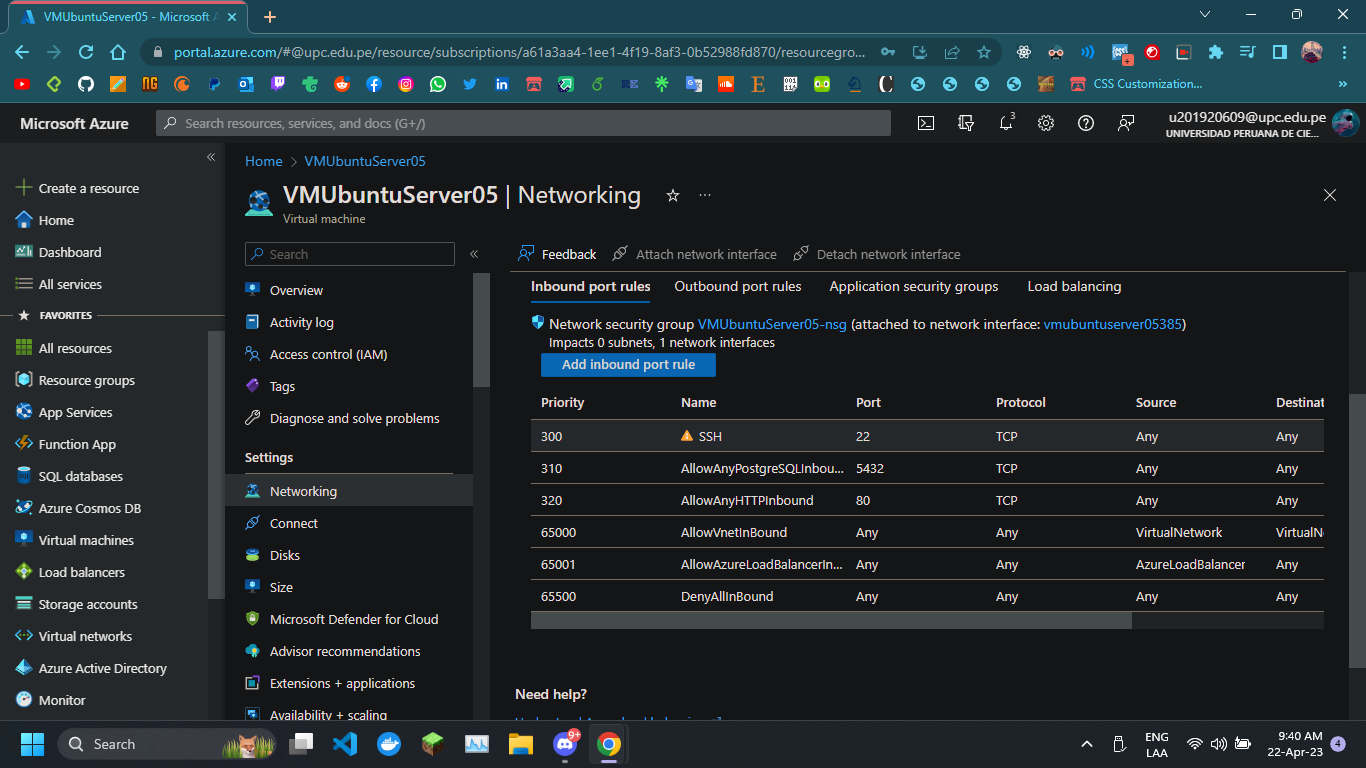 VMUbuntuServer05 - Microsoft A
portal.azure.com/#@upc.edu.pe/resource/subscriptions/a61a3aa4-1ee1-4f19-8af3-0b52988fd870/resourcegro...
NG
CSS Customization...
Microsoft Azure
Search resources, services, and docs (G+/)
3
u201920609@upc.edu.pe
UNIVERSIDAD PERUANA DE CIE...
Create a resource
Home
Dashboard
All services
FAVORITES
All resources
Resource groups
App Services
Function App
SQL databases
Azure Cosmos DB
Virtual machines
Load balancers
Storage accounts
Virtual networks
Azure Active Directory
Monitor
Home > VMUbuntuServer05
VMUbuntuServer05 | Networking
Virtual machine
Search
Overview
Activity log
Access control (IAM)
Tags
Diagnose and solve problems
Settings
Networking
Connect
Disks
Size
Microsoft Defender for Cloud
Advisor recommendations
Extensions + applications
Availability + scaling
Feedback Attach network interface Detach network interface
Inbound port rules Outbound port rules Application security groups Load balancing
Network security group VMUbuntuServer05-nsg (attached to network interface: vmubuntuserver05385)
Impacts 0 subnets, 1 network interfaces
Add inbound port rule
Priority Name Port Protocol Source Destinat
300 SSH 22 TCP Any Any
310 AllowAnyPostgreSQLInbou... 5432 TCP Any Any
320 AllowAnyHTTPInbound 80 TCP Any Any
65000 AllowVnetInBound Any Any VirtualNetwork VirtualN
65001 AllowAzureLoadBalancerIn... Any Any AzureLoadBalancer Any
65500 DenyAllInBound Any Any Any Any
Need help?
Search
9+
ENG
LAA
9:40 AM
22-Apr-23
4